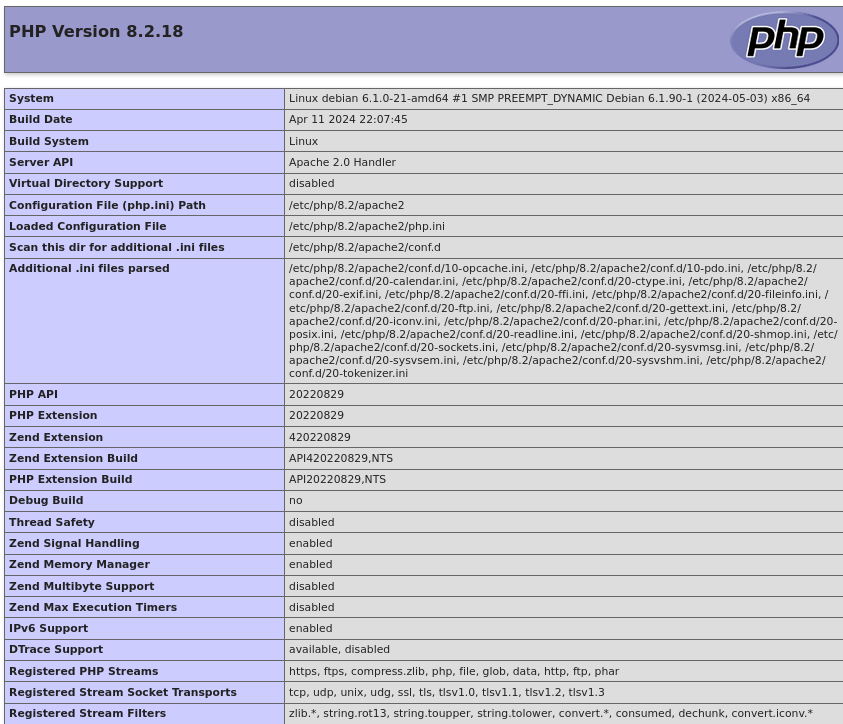 PHP Version 8.2.18
php
System Linux debian 6.1.0-21-amd64 #1 SMP PREEMPT_DYNAMIC Debian 6.1.90-1 (2024-05-03) x86_64
Build Date Apr 11 2024 22:07:45
Build System Linux
Server API Apache 2.0 Handler
Virtual Directory Support disabled
Configuration File (php.ini) Path /etc/php/8.2/apache2
Loaded Configuration File /etc/php/8.2/apache2/php.ini
Scan this dir for additional .ini files /etc/php/8.2/apache2/conf.d
Additional .ini files parsed /etc/php/8.2/apache2/conf.d/10-opcache.ini, /etc/php/8.2/apache2/conf.d/10-pdo.ini, /etc/php/8.2/
apache2/conf.d/20-calendar.ini, /etc/php/8.2/apache2/conf.d/20-ctype.ini, /etc/php/8.2/apache2/
conf.d/20-exif.ini, /etc/php/8.2/apache2/conf.d/20-ffi.ini, /etc/php/8.2/apache2/conf.d/20-fileinfo.ini, /
etc/php/8.2/apache2/conf.d/20-ftp.ini, /etc/php/8.2/apache2/conf.d/20-gettext.ini, /etc/php/8.2/
apache2/conf.d/20-iconv.ini, /etc/php/8.2/apache2/conf.d/20-phar.ini, /etc/php/8.2/apache2/conf.d/20-
posix.ini, /etc/php/8.2/apache2/conf.d/20-readline.ini, /etc/php/8.2/apache2/conf.d/20-shmop.ini, /etc/
php/8.2/apache2/conf.d/20-sockets.ini, /etc/php/8.2/apache2/conf.d/20-sysvmsg.ini, /etc/php/8.2/
apache2/conf.d/20-sysvsem.ini, /etc/php/8.2/apache2/conf.d/20-sysvshm.ini, /etc/php/8.2/apache2/
conf.d/20-tokenizer.ini
PHP API 20220829
PHP Extension 20220829
Zend Extension 420220829
Zend Extension Build API420220829,NTS
PHP Extension Build API20220829,NTS
Debug Build no
Thread Safety disabled
Zend Signal Handling enabled
Zend Memory Manager enabled
Zend Multibyte Support disabled
Zend Max Execution Timers disabled
IPv6 Support enabled
DTrace Support available, disabled
Registered PHP Streams https, ftps, compress.zlib, php, file, glob, data, http, ftp, phar
Registered Stream Socket Transports tcp, udp, unix, udg, ssl, tls, tlsv1.0, tlsv1.1, tlsv1.2, tlsv1.3
Registered Stream Filters zlib.*, string.rot13, string.toupper, string.tolower, convert.*, consumed, dechunk, convert.iconv.*